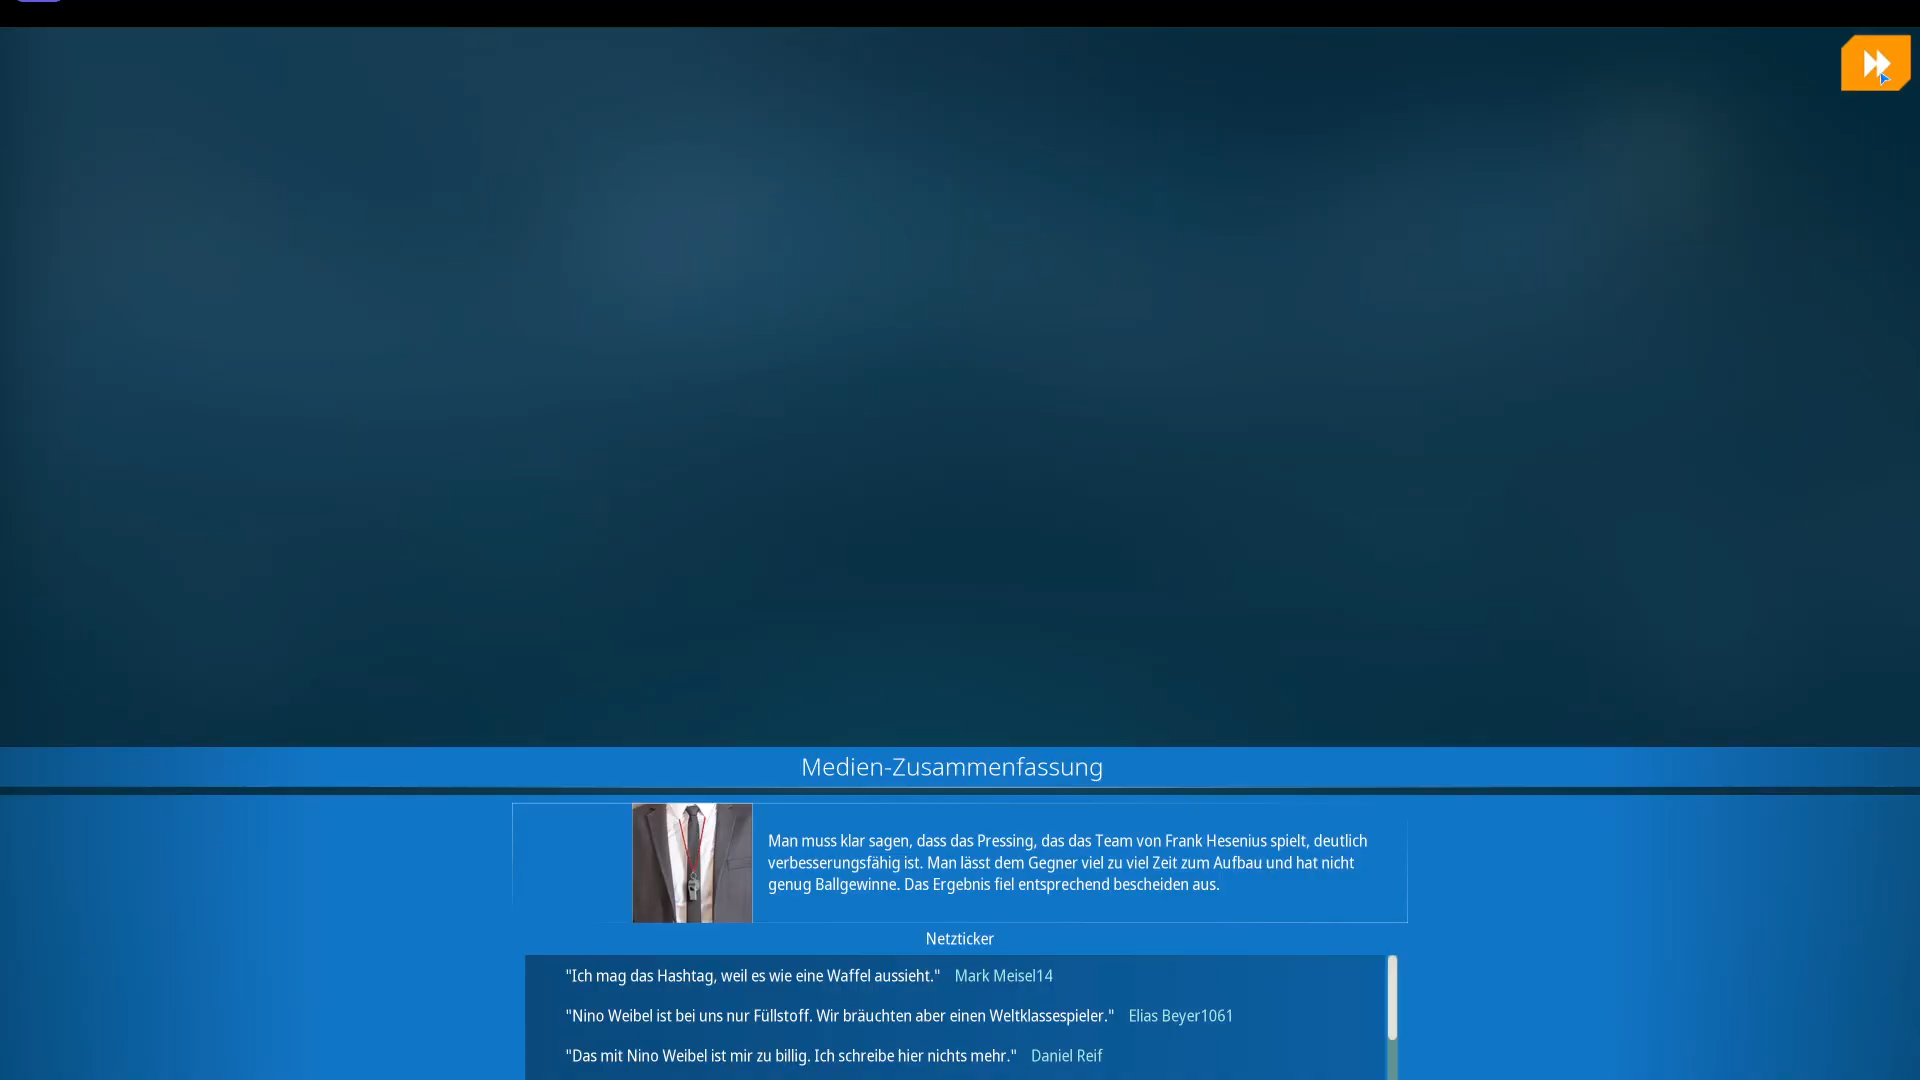 Medien-Zusammenfassung
Man muss klar sagen, dass das Pressing, das das Team von Frank Hesenius spielt, deutlich
verbesserungsfähig ist. Man lässt dem Gegner viel zu viel Zeit zum Aufbau und hat nicht
genug Ballgewinne. Das Ergebnis fiel entsprechend bescheiden aus.
Netzticker
"Ich mag das Hashtag, weil es wie eine Waffel aussieht." Mark Meisel14
"Nino Weibel ist bei uns nur Füllstoff. Wir bräuchten aber einen Weltklassespieler." Elias Beyer1061
"Das mit Nino Weibel ist mir zu billig. Ich schreibe hier nichts mehr." Daniel Reif